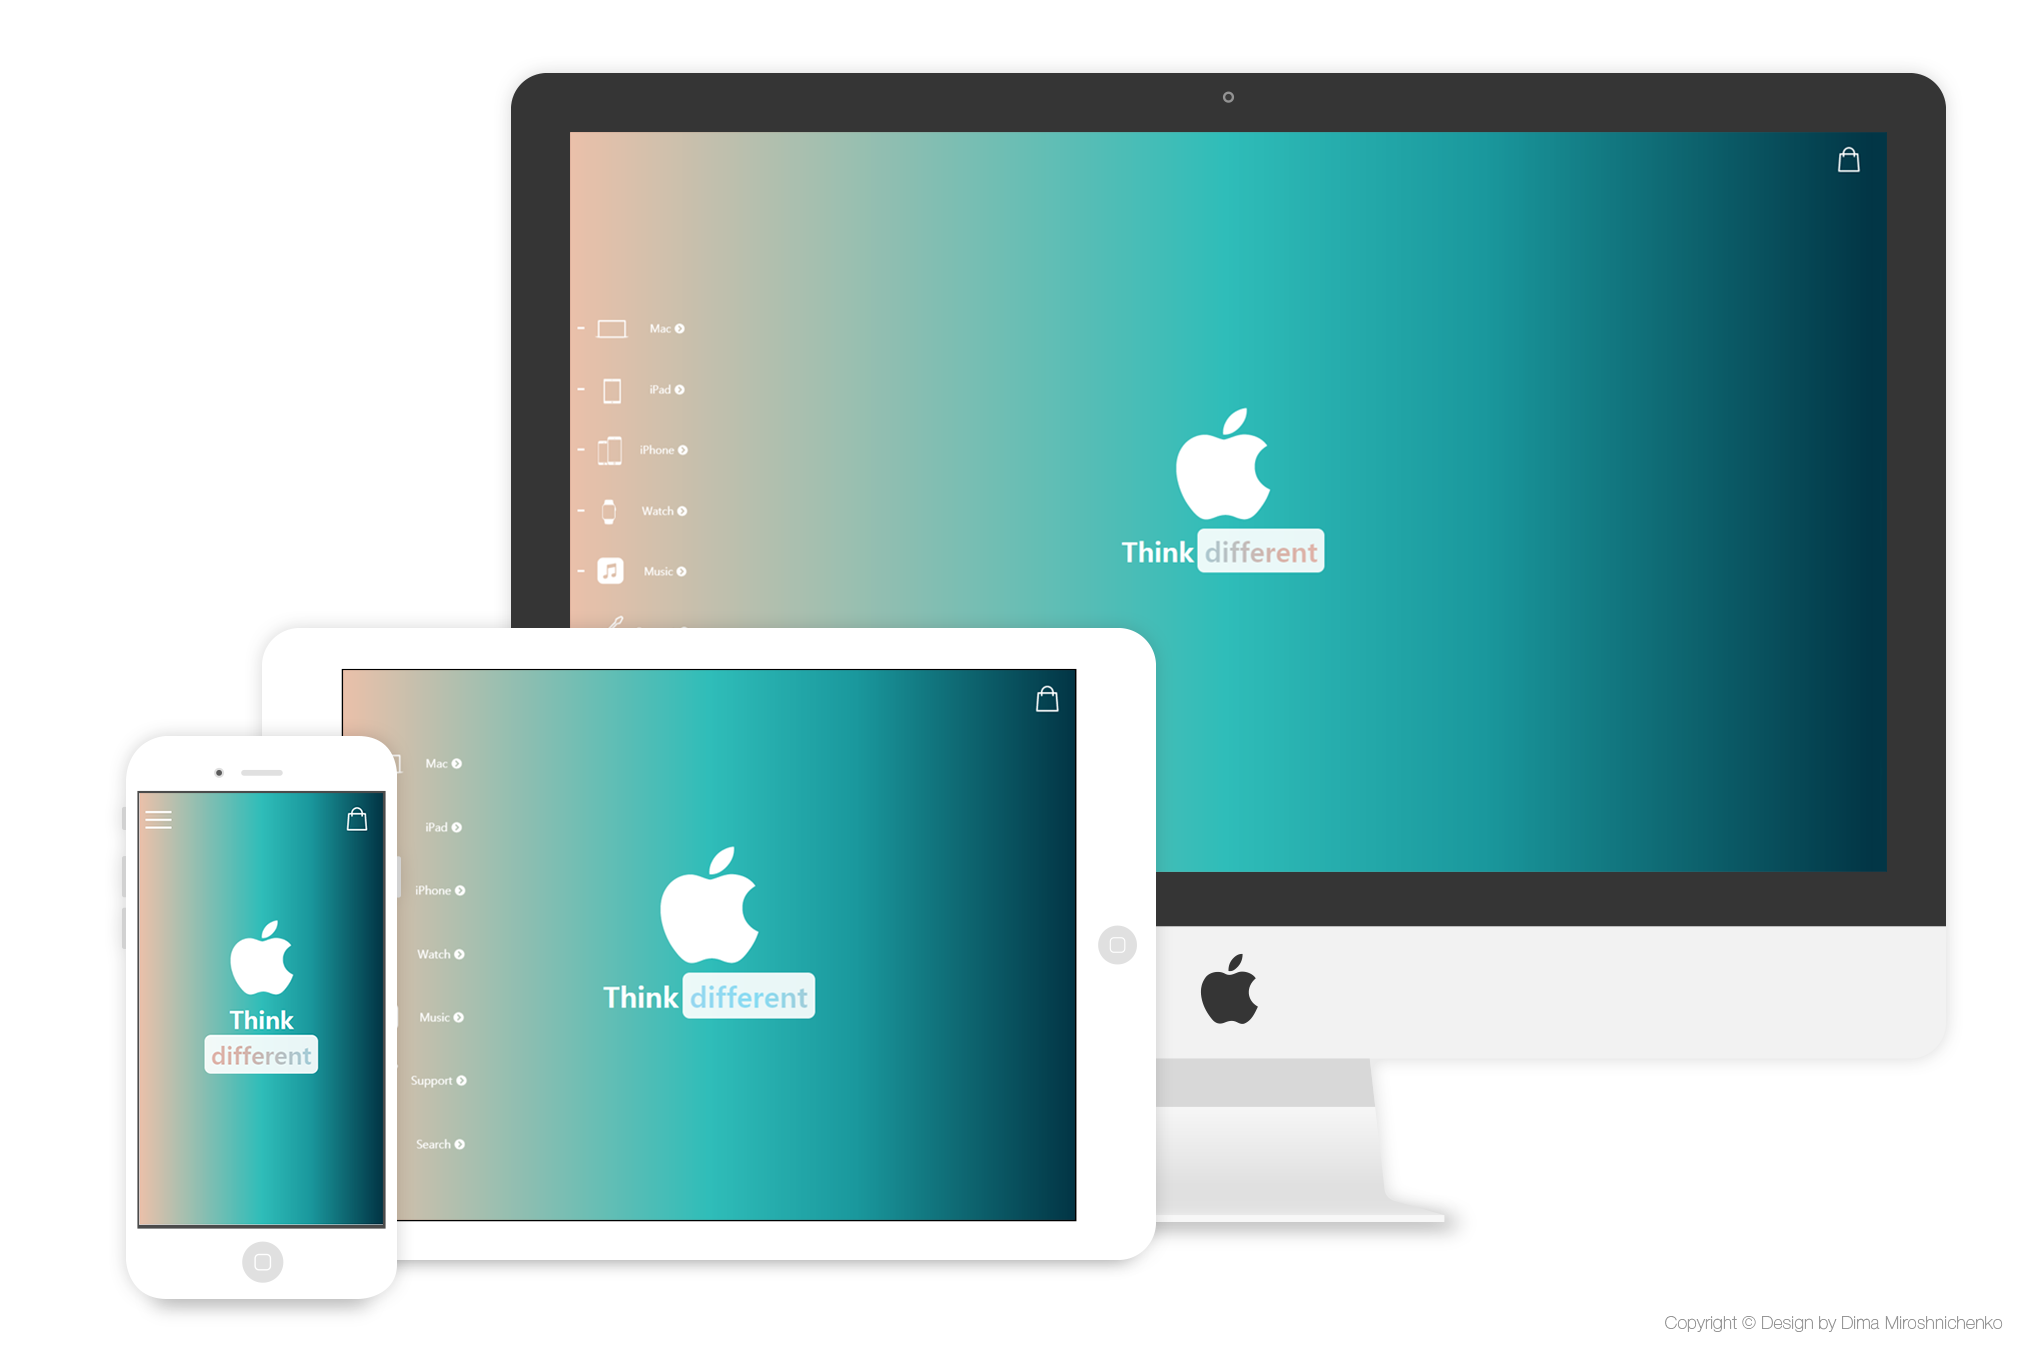 Mac
iPad
iPhone
Watch
Music
Think different
Mac
iPad
iPhone
Watch
Music
Support
Search
Think different
Think
different
Copyright © Design by Dima Miroshnichenko